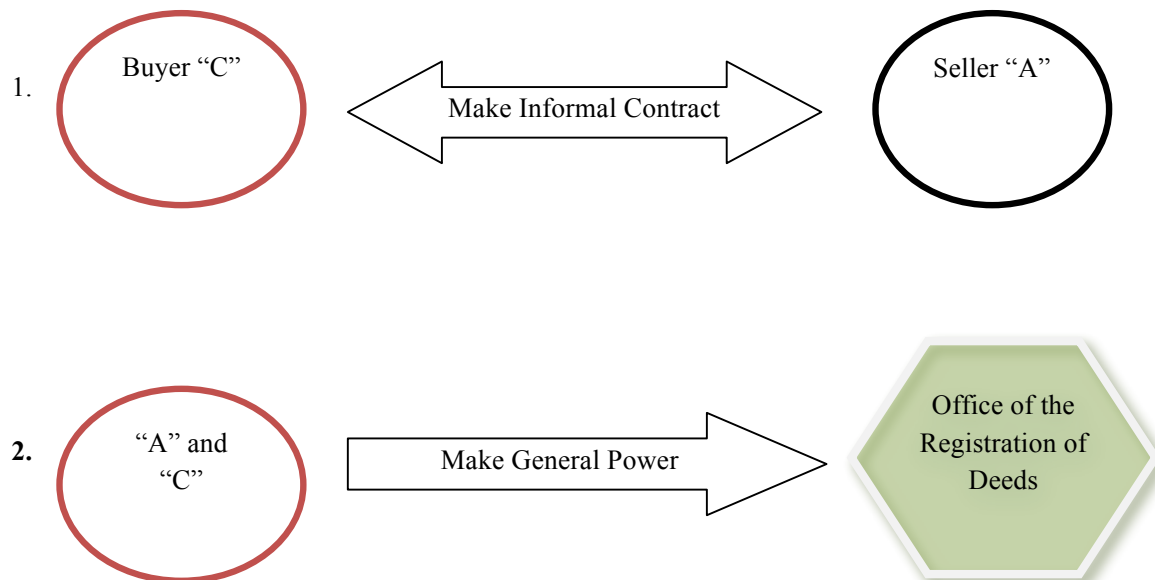 1.
Buyer “C”
Make Informal Contract
Seller “A”
2.
“A” and
“C”
Make General Power
Office of the
Registration of
Deeds